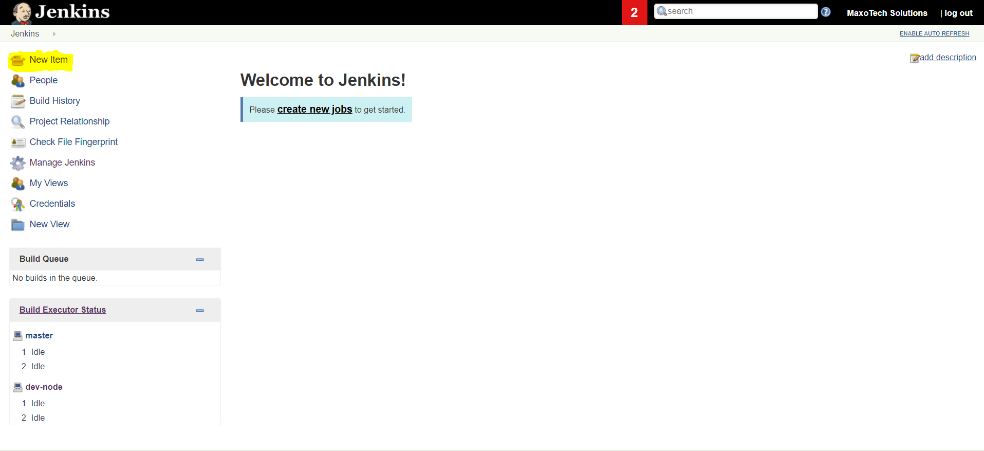 Jenkins
2
search
MaxoTech Solutions
| log out
Jenkins
ENABLE AUTO REFRESH
New Item
People
Build History
Project Relationship
Check File Fingerprint
Manage Jenkins
My Views
Credentials
New View
add description
Welcome to Jenkins!
Please create new jobs to get started.
Build Queue
No builds in the queue.
Build Executor Status
master
1 Idle
2 Idle
dev-node
1 Idle
2 Idle